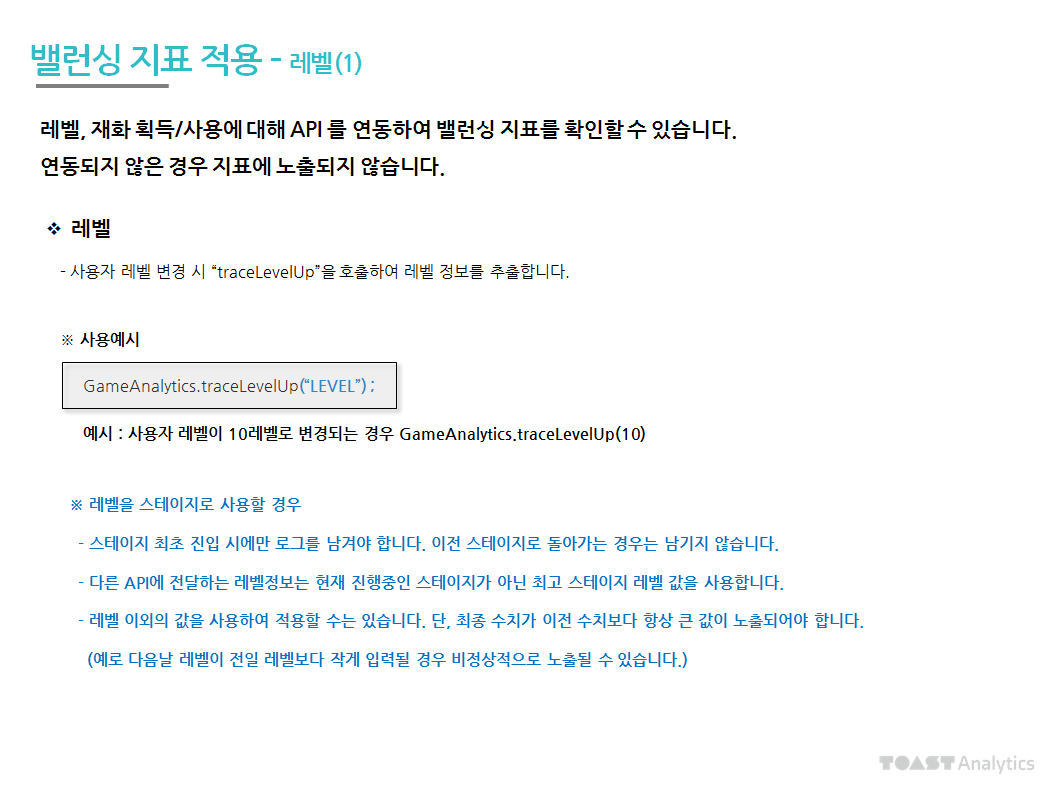 밸런싱 지표 적용 - 레벨(1)
레벨, 재화 획득/사용에 대해 API 를 연동하여 밸런싱 지표를 확인할 수 있습니다.
연동되지 않은 경우 지표에 노출되지 않습니다.
❖ 레벨
- 사용자 레벨 변경 시 “traceLevelUp”을 호출하여 레벨 정보를 추출합니다.
※ 사용예시
GameAnalytics.traceLevelUp(“LEVEL”) ;
예시 : 사용자 레벨이 10레벨로 변경되는 경우 GameAnalytics.traceLevelUp(10)
※ 레벨을 스테이지로 사용할 경우
- 스테이지 최초 진입 시에만 로그를 남겨야 합니다. 이전 스테이지로 돌아가는 경우는 남기지 않습니다.
- 다른 API에 전달하는 레벨정보는 현재 진행중인 스테이지가 아닌 최고 스테이지 레벨 값을 사용합니다.
- 레벨 이외의 값을 사용하여 적용할 수는 있습니다. 단, 최종 수치가 이전 수치보다 항상 큰 값이 노출되어야 합니다.
(예로 다음날 레벨이 전일 레벨보다 작게 입력될 경우 비정상적으로 노출될 수 있습니다.)
TOAST Analytics